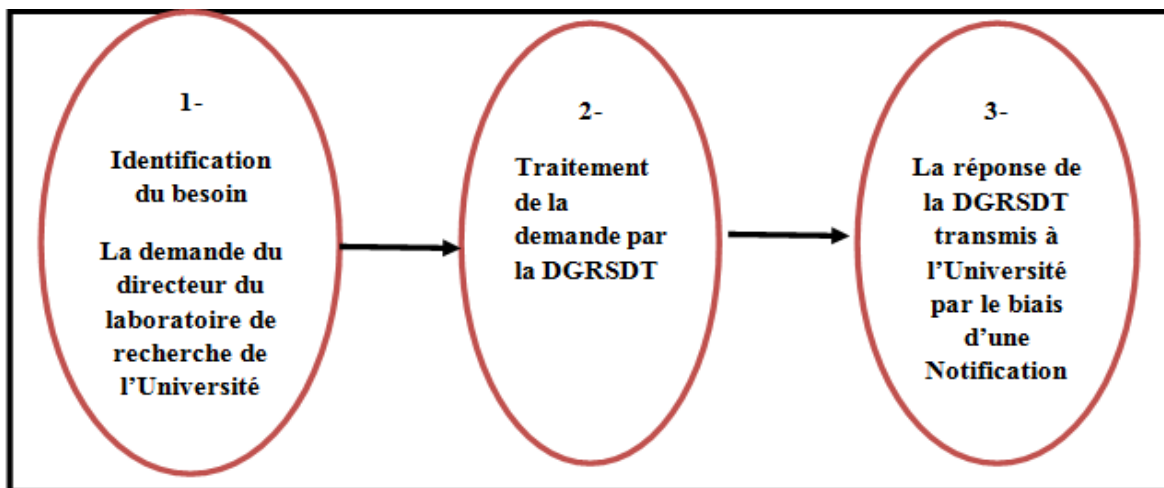 1-
Identification
du besoin
La demande du
directeur du
laboratoire de
recherche de
l’Université
2-
Traitement
de la
demande par
la DGRSDT
3-
La réponse de
la DGRSDT
transmis à
l’Université
par le biais
d’une
Notification